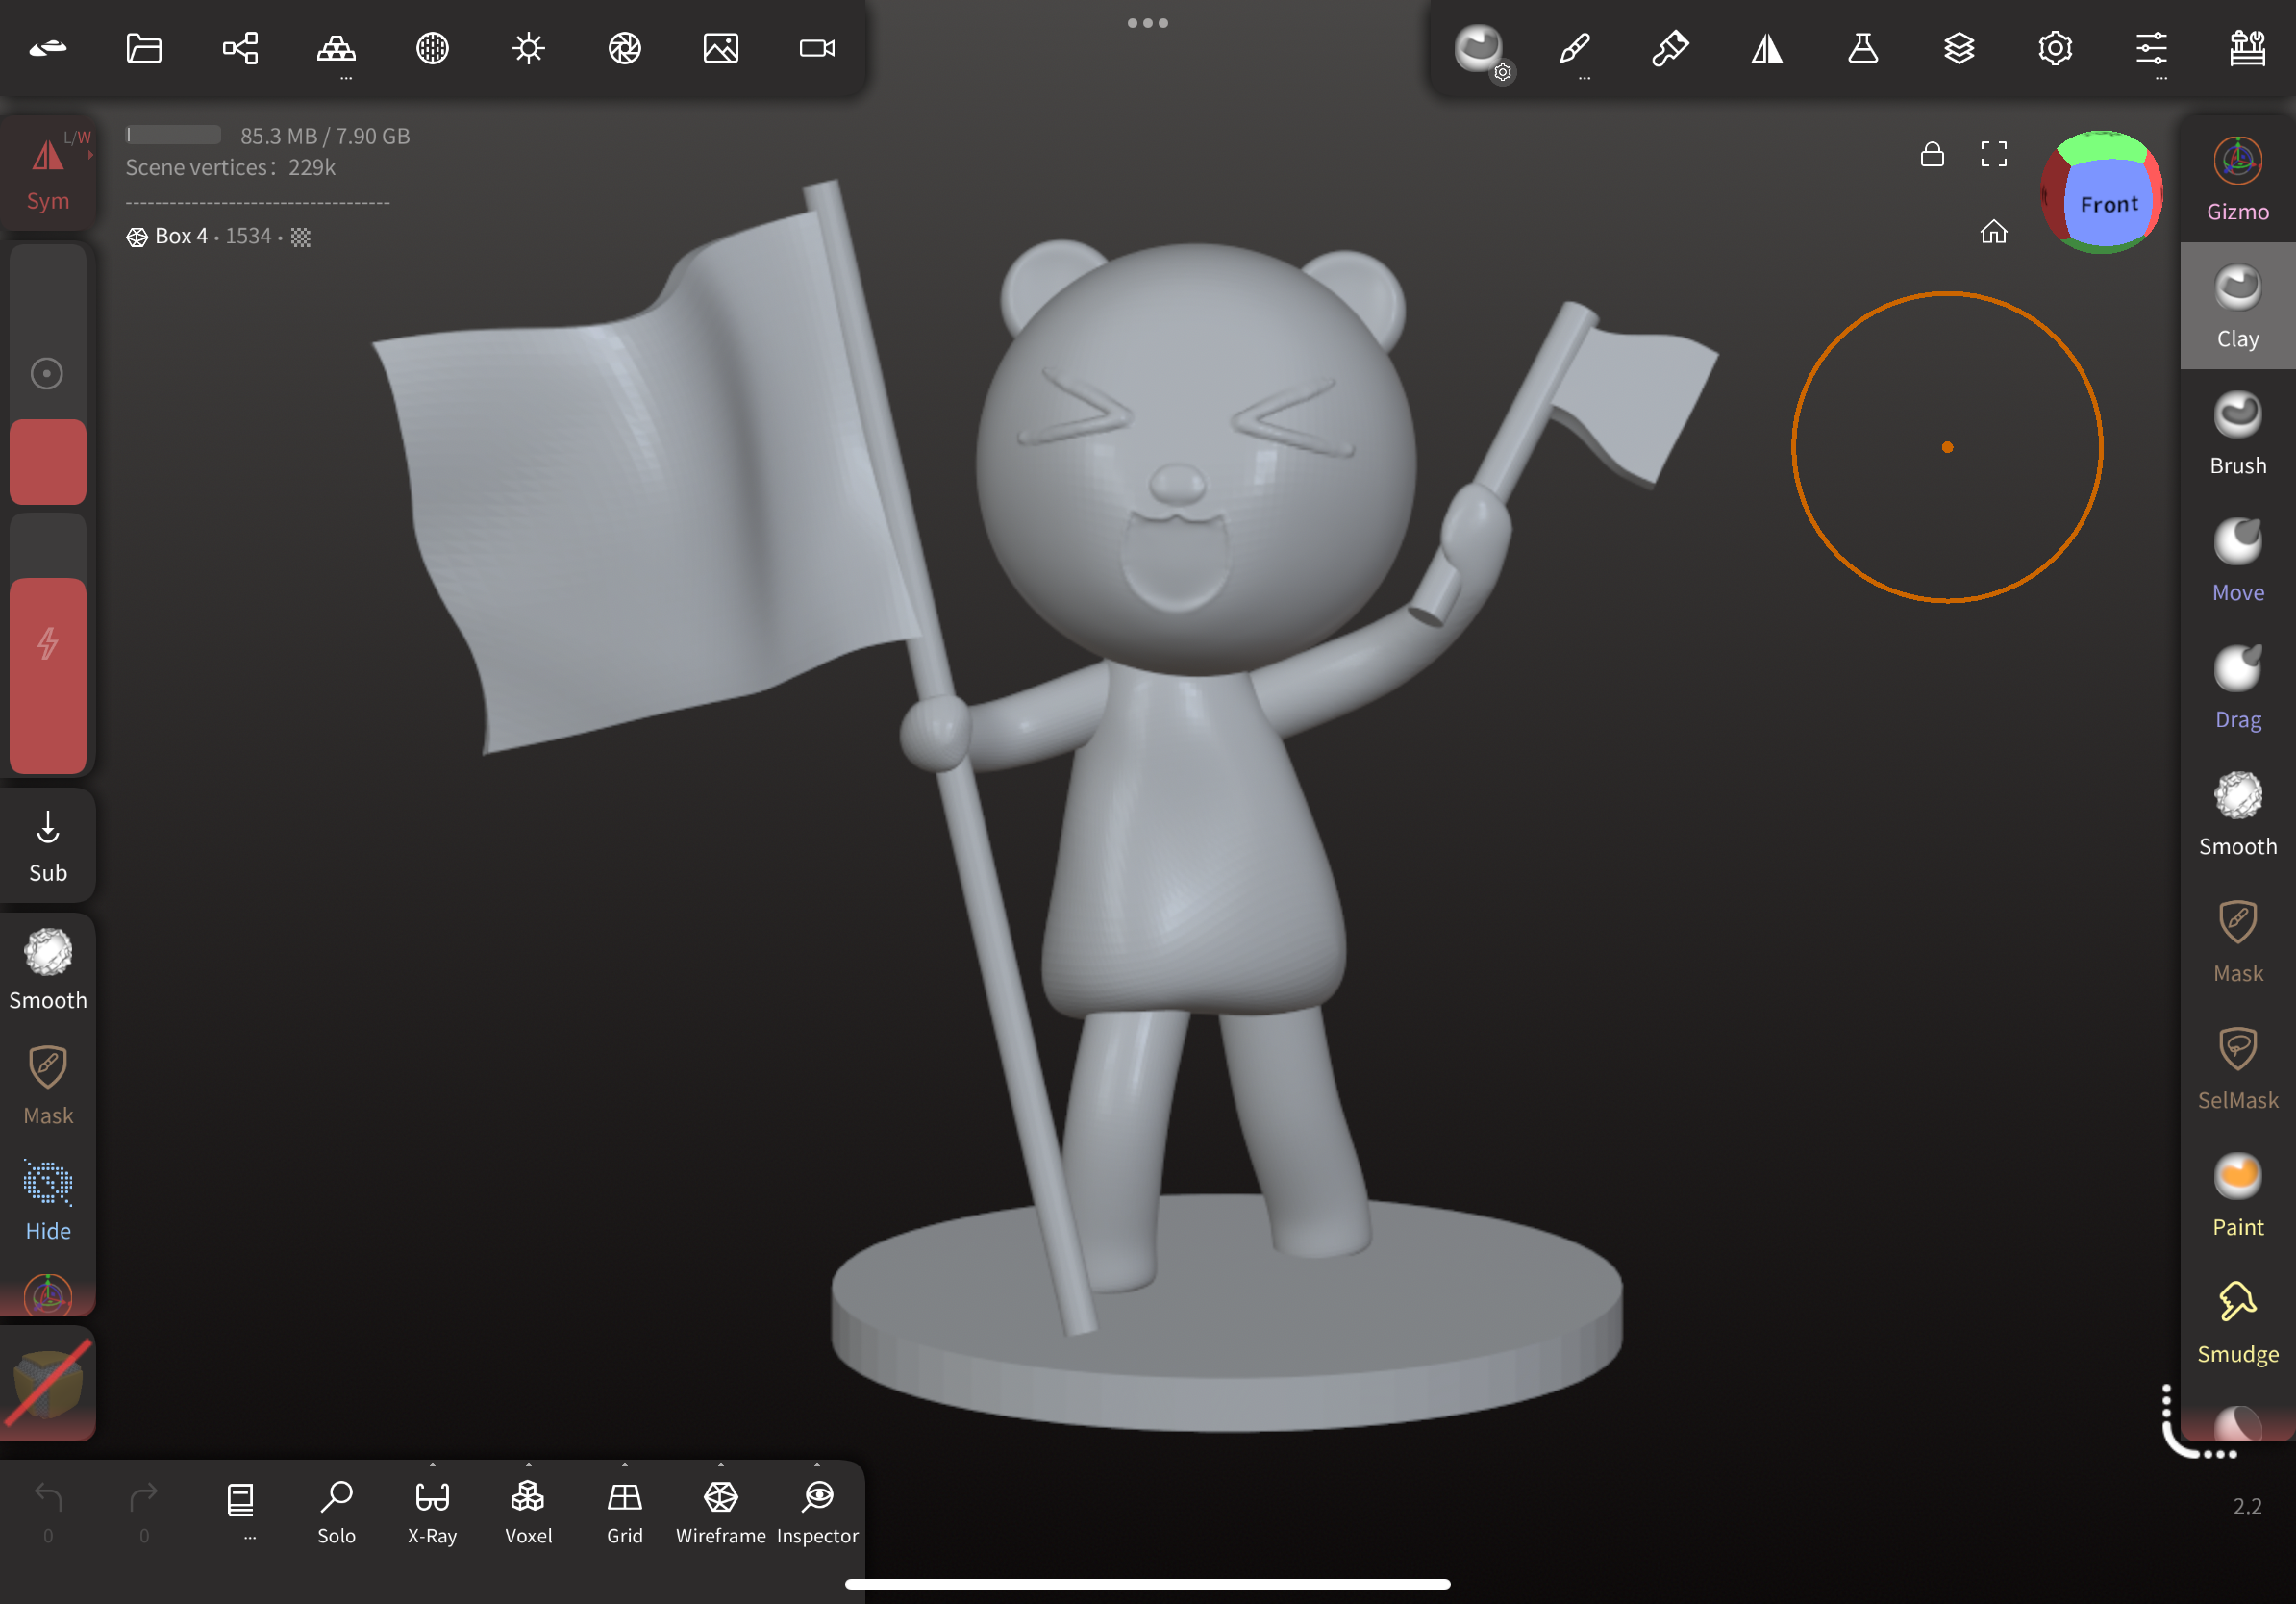 L/W
Sym
85.3 MB / 7.90 GB
Scene vertices: 229k
-----------------------------------
Box 4 • 1534 •
Front
Gizmo
Clay
Brush
Move
Drag
Smooth
Mask
SelMask
Paint
Smudge
Sub
Smooth
Mask
Hide
0
0
...
Solo
X-Ray
Voxel
Grid
Wireframe
Inspector
2.2